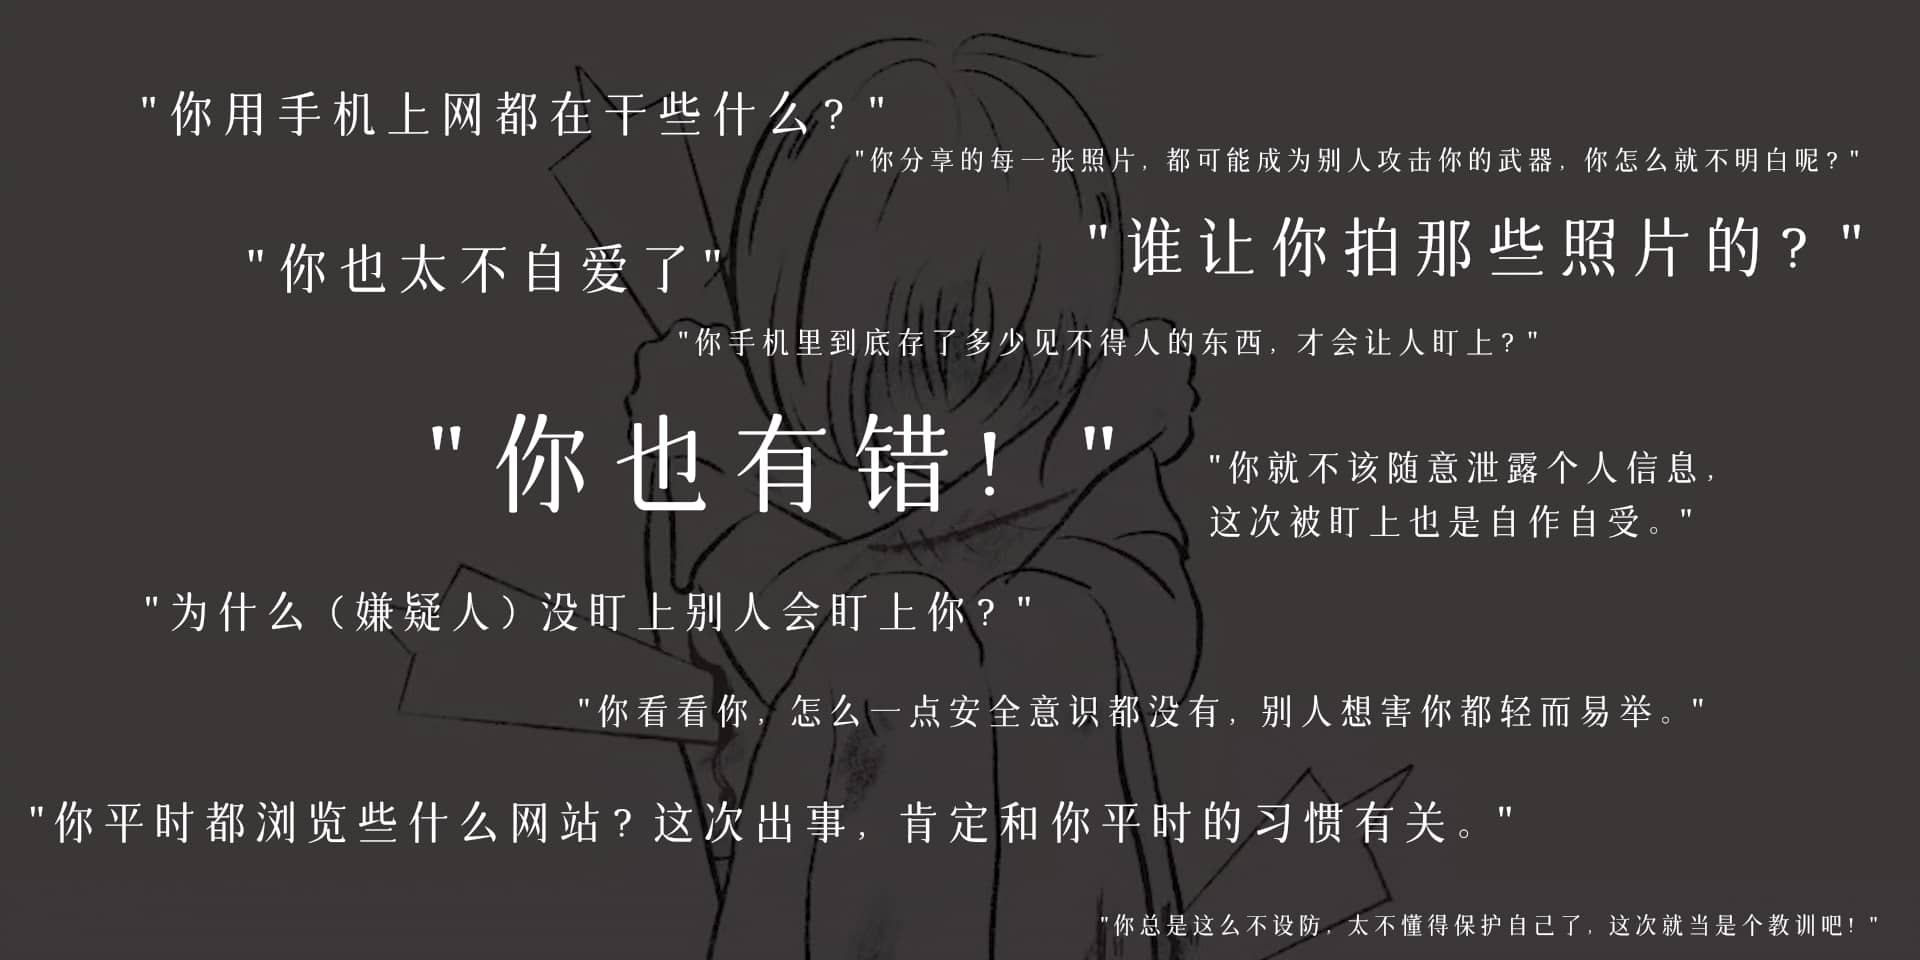 "你用手机上网都在干些什么？"
"你分享的每一张照片，都可能成为别人攻击你的武器，你怎么就不明白呢？"
"你也太不自爱了"
"谁让你拍那些照片的？"
"你手机里到底存了多少见不得人的东西，才会让人盯上？"
"你也有错！"
"你就不该随意泄露个人信息，
这次被盯上也是自作自受。"
"为什么（嫌疑人）没盯上别人会盯上你？"
"你看看你，怎么一点安全意识都没有，别人想害你都轻而易举。"
"你平时都浏览些什么网站？这次出事，肯定和你平时的习惯有关。"
"你总是这么不设防，太不懂得保护自己了，这次就当是个教训吧！"